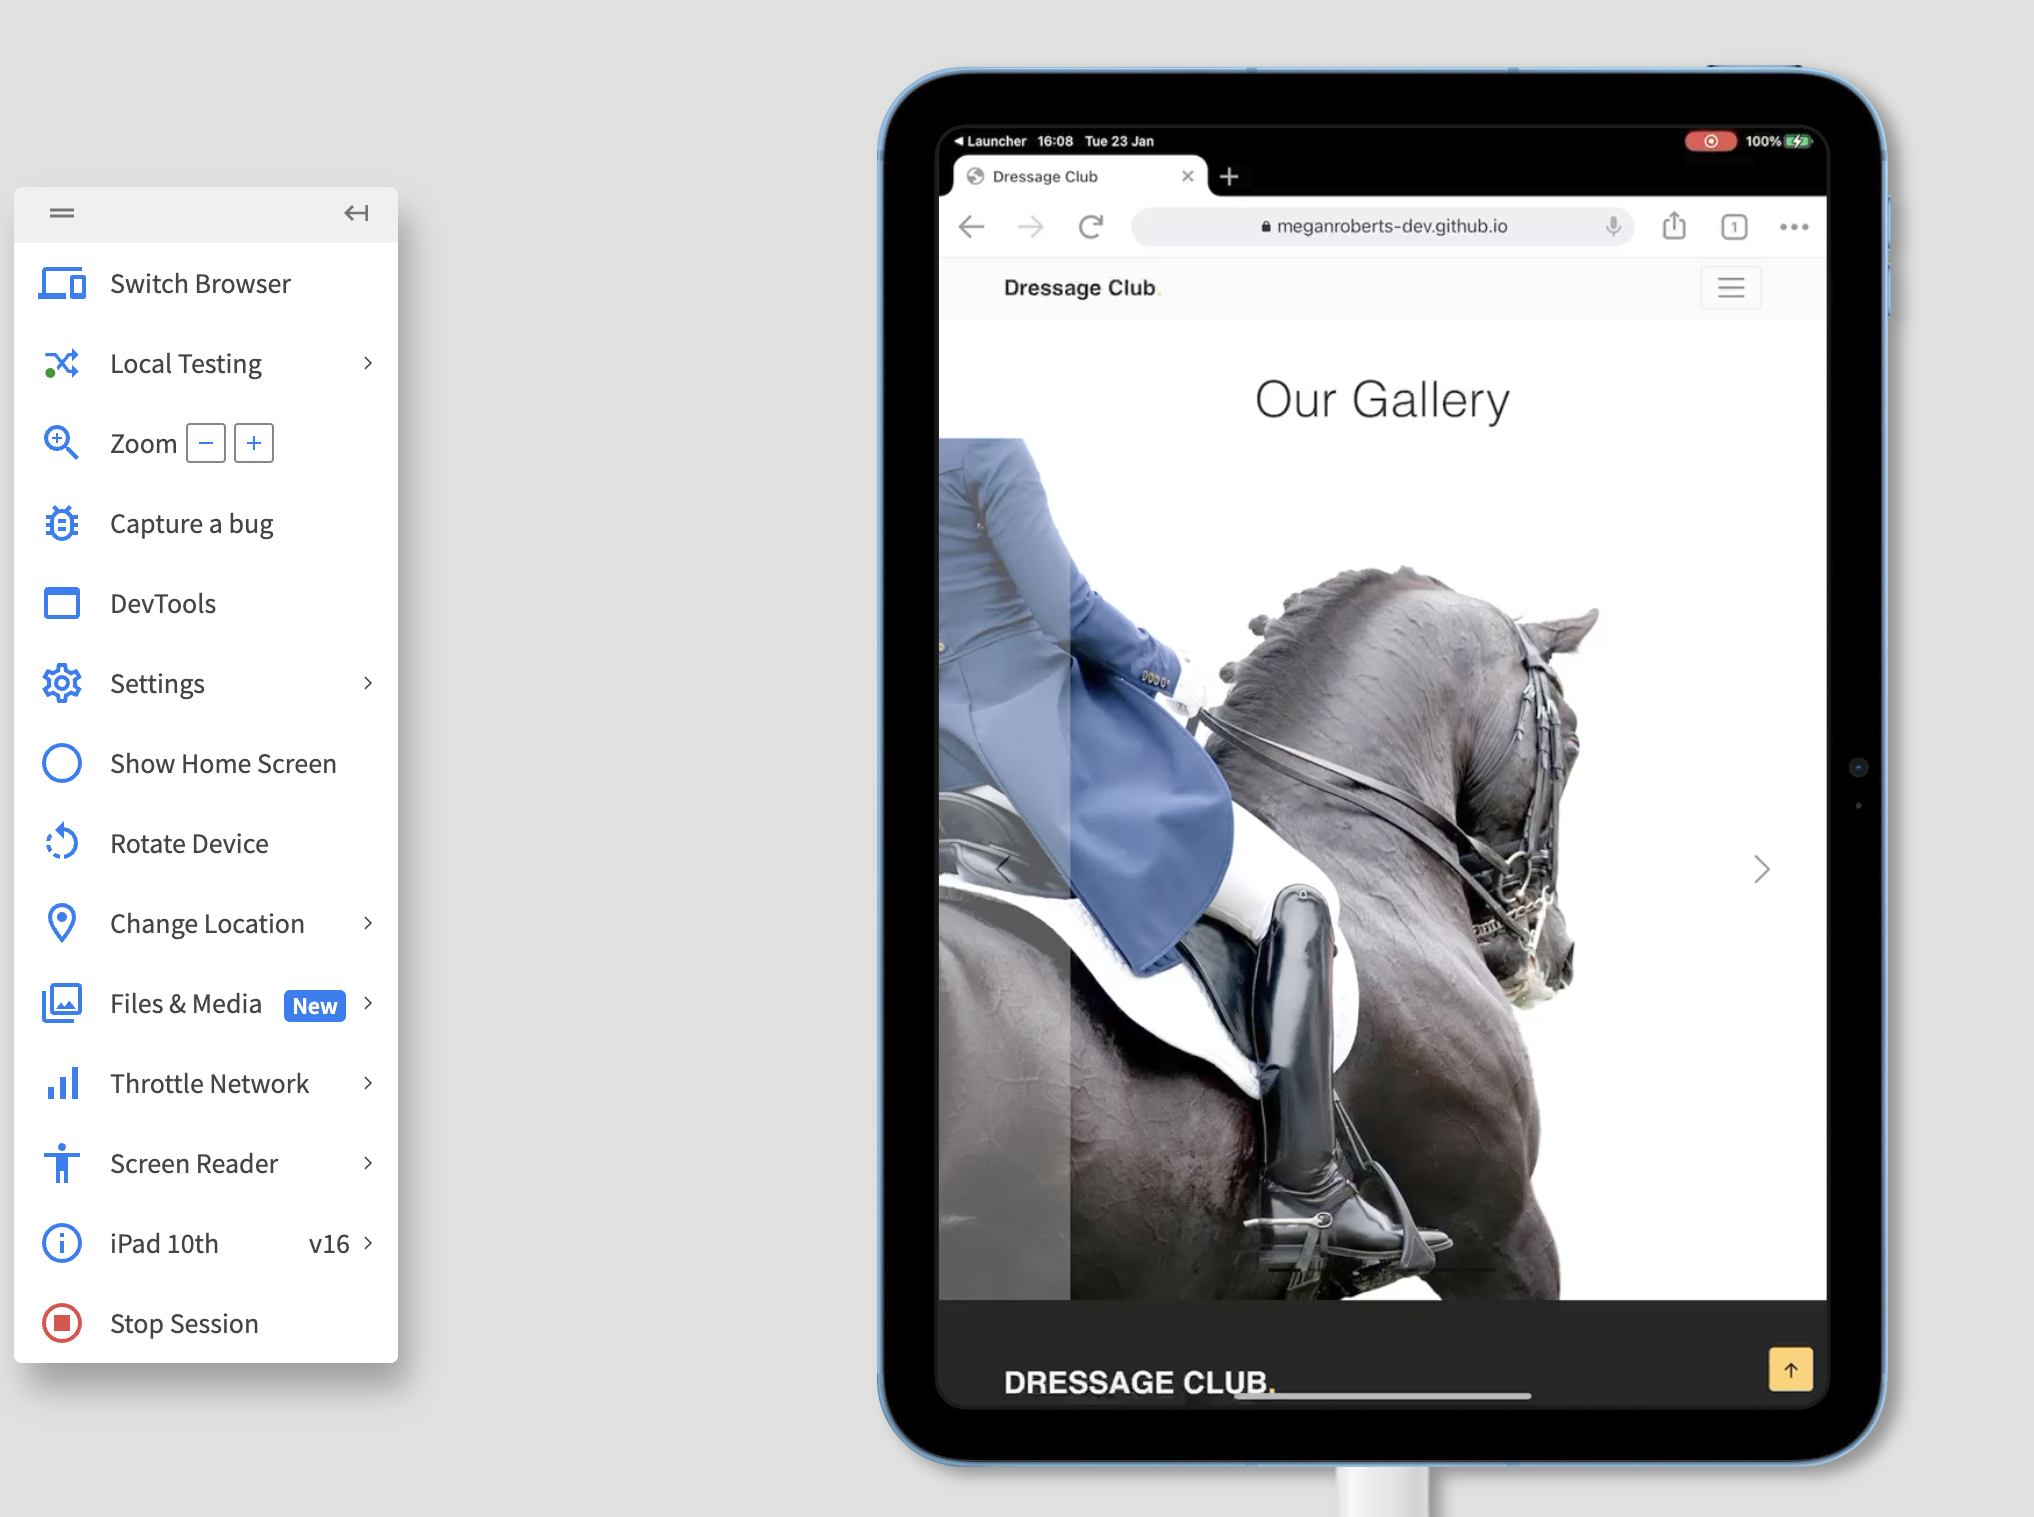 Switch Browser
Local Testing
Zoom − +
Capture a bug
DevTools
Settings
Show Home Screen
Rotate Device
Change Location
Files & Media New
Throttle Network
Screen Reader
iPad 10th v16
Stop Session
Launcher 16:08 Tue 23 Jan 100%
Dressage Club
meganroberts-dev.github.io 1
Dressage Club.
Our Gallery
DRESSAGE CLUB.